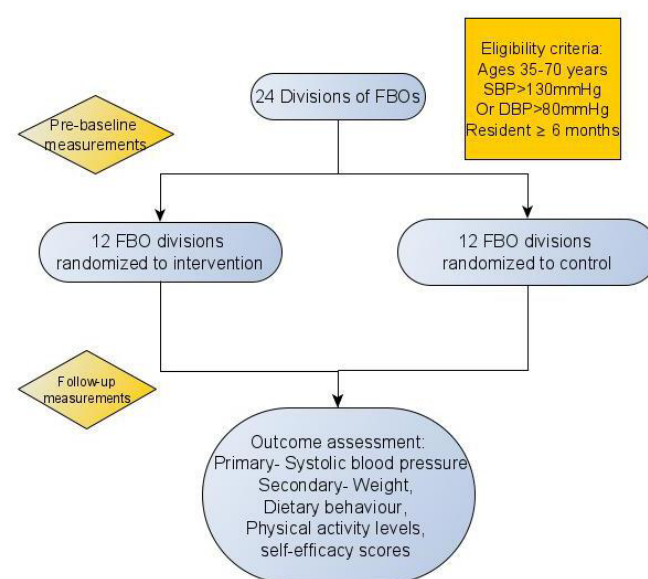 Eligibility criteria:
Ages 35-70 years
SBP>130mmHg
Or DBP>80mmHg
Resident ≥ 6 months
24 Divisions of FBOs
Pre-baseline
measurements
12 FBO divisions
randomized to intervention
12 FBO divisions
randomized to control
Follow-up
measurements
Outcome assessment:
Primary- Systolic blood pressure
Secondary- Weight,
Dietary behaviour,
Physical activity levels,
self-efficacy scores